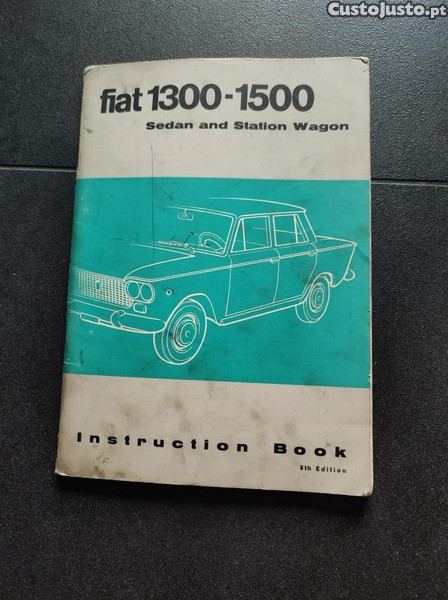 CustoJusto.pt
fiat 1300-1500
Sedan and Station Wagon
Instruction Book
8th Edition